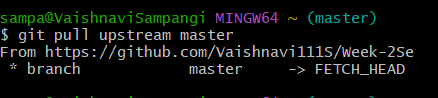 sampa@VaishnaviSampangi MINGW64 ~ (master)
$ git pull upstream master
From https://github.com/Vaishnavi111S/Week-2Se
 * branch            master     -> FETCH_HEAD